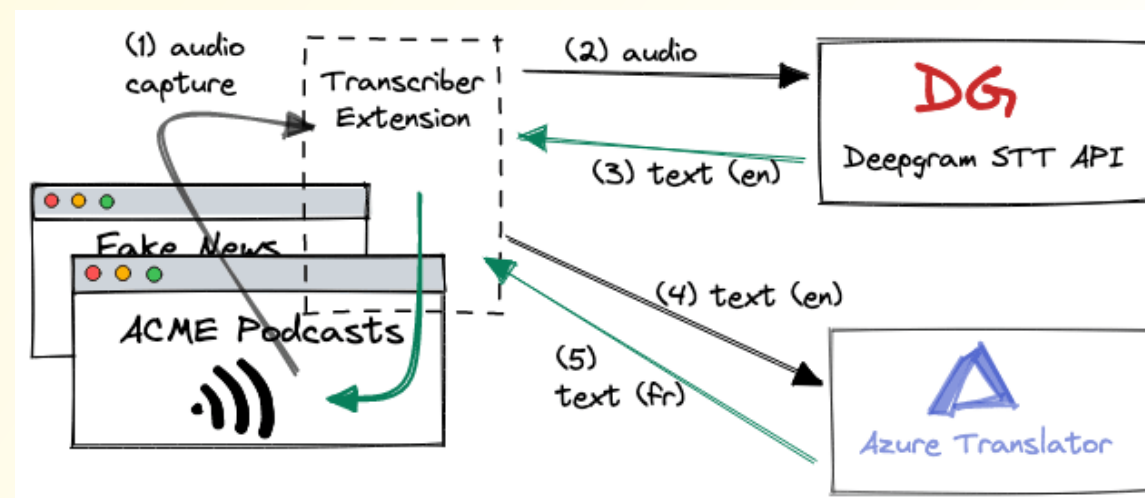 (1) audio
capture
Transcriber
Extension
(2) audio
DG
Deepgram STT API
(3) text (en)
Fake News
ACME Podcasts
(4) text (en)
(5)
text (fr)
Azure Translator